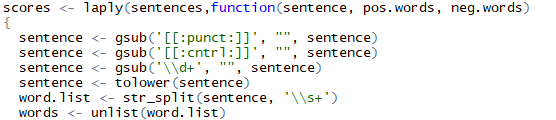 scores <- laply(sentences,function(sentence, pos.words, neg.words)
{
  sentence <- gsub('[[:punct:]]', "", sentence)
  sentence <- gsub('[[:cntrl:]]', "", sentence)
  sentence <- gsub('\\d+', "", sentence)
  sentence <- tolower(sentence)
  word.list <- str_split(sentence, '\\s+')
  words <- unlist(word.list)